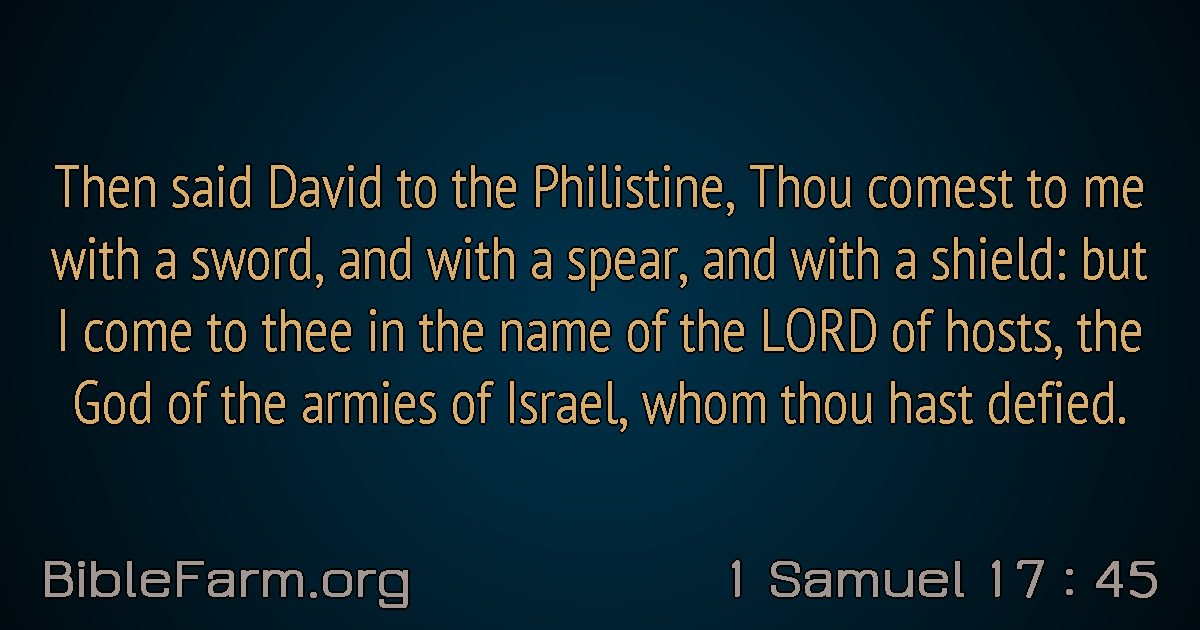 Then said David to the Philistine, Thou comest to me
with a sword, and with a spear, and with a shield: but
I come to thee in the name of the LORD of hosts, the
God of the armies of Israel, whom thou hast defied.
BibleFarm.org
1 Samuel 17 : 45